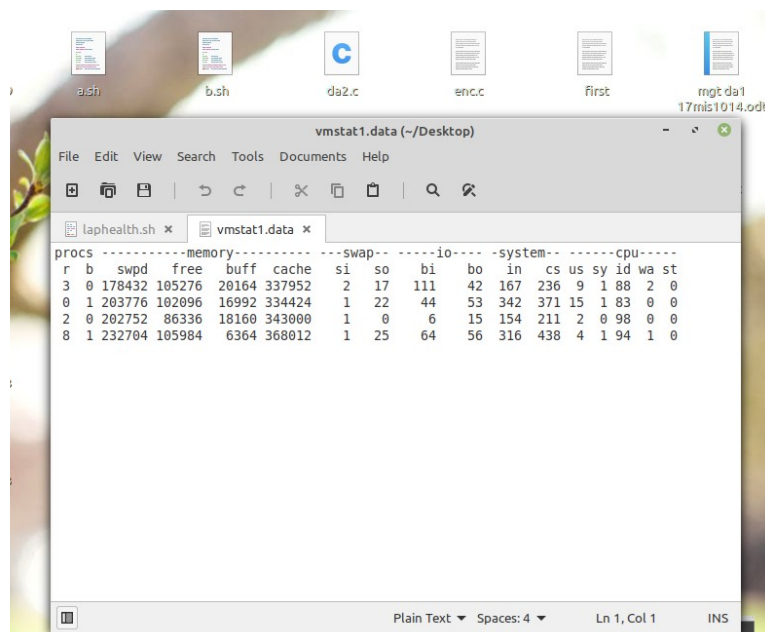 a.sh b.sh da2.c enc.c first mgt da1
17mis1014.odt
vmstat1.data (~/Desktop)
File Edit View Search Tools Documents Help
laphealth.sh vmstat1.data
procs -----------memory---------- ---swap-- -----io---- -system-- ------cpu-----
r b swpd free buff cache si so bi bo in cs us sy id wa st
3 0 178432 105276 20164 337952 2 17 111 42 167 236 9 1 88 2 0
0 1 203776 102096 16992 334424 1 22 44 53 342 371 15 1 83 0 0
2 0 202752 86336 18160 343000 1 0 6 15 154 211 2 0 98 0 0
8 1 232704 105984 6364 368012 1 25 64 56 316 438 4 1 94 1 0
Plain Text Spaces: 4 Ln 1, Col 1 INS